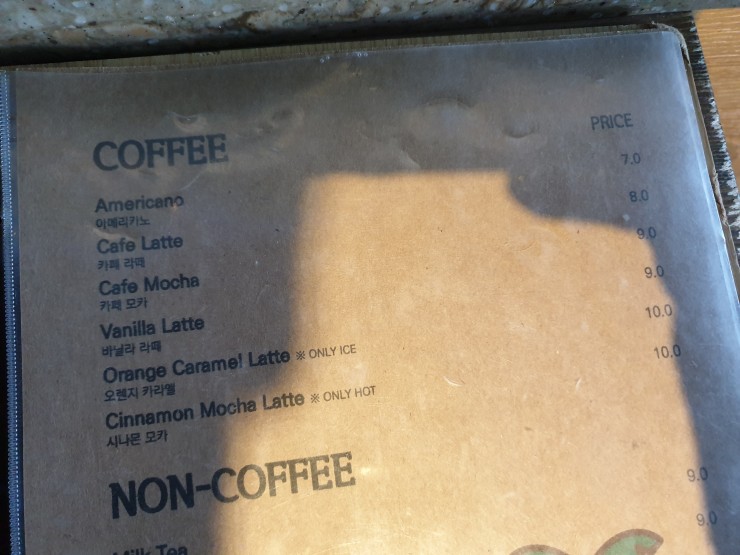 COFFEE
PRICE
Americano 7.0
아메리카노
Cafe Latte 8.0
카페 라떼
Cafe Mocha 9.0
카페 모카
Vanilla Latte 9.0
바닐라 라떼
Orange Caramel Latte ※ ONLY ICE 10.0
오렌지 카라멜
Cinnamon Mocha Latte ※ ONLY HOT 10.0
시나몬 모카
NON-COFFEE
Milk Tea 9.0
9.0